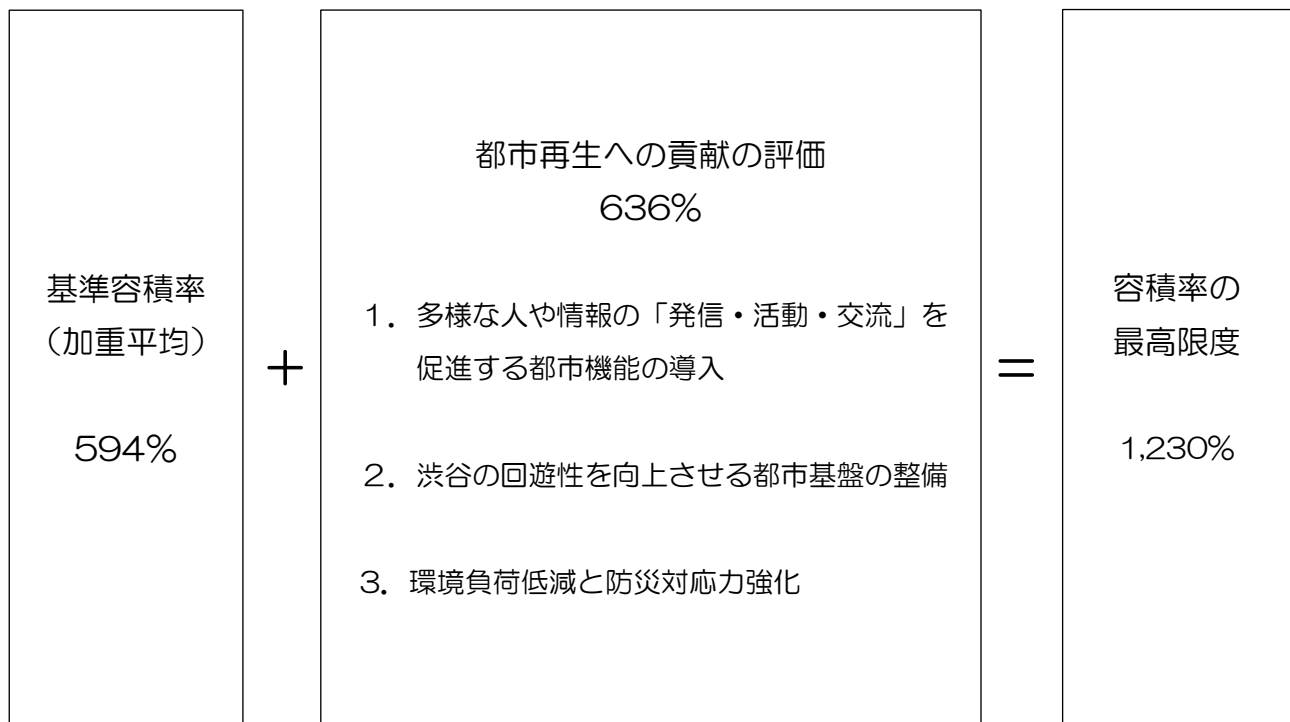 基準容積率
（加重平均）
594%
＋
都市再生への貢献の評価
636%
１．多様な人や情報の「発信・活動・交流」を
促進する都市機能の導入
２．渋谷の回遊性を向上させる都市基盤の整備
３．環境負荷低減と防災対応力強化
＝
容積率の
最高限度
1,230%